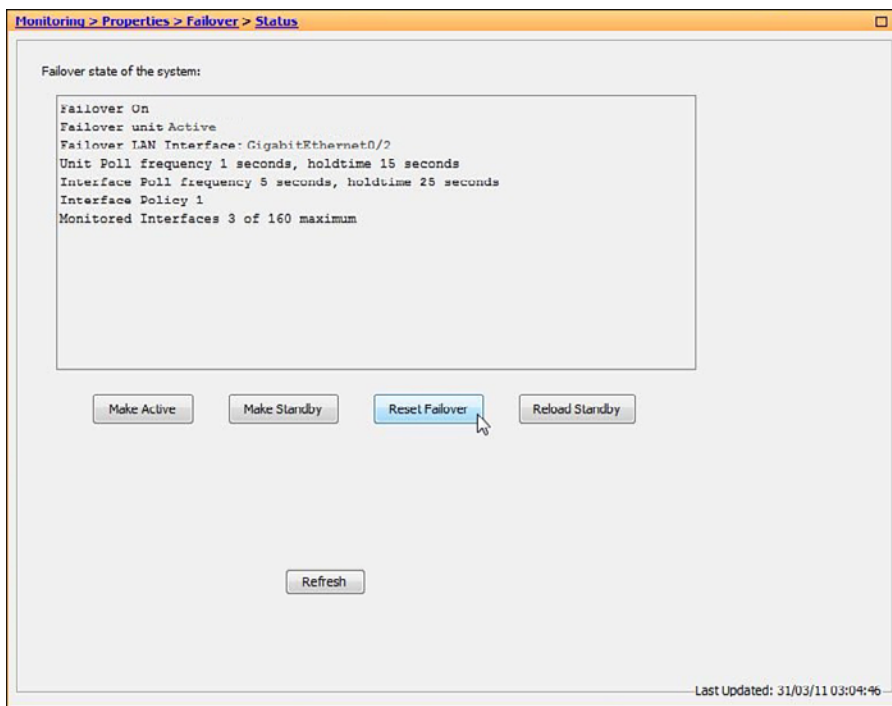 Monitoring > Properties > Failover > Status
Failover state of the system:
Failover On
Failover unit Active
Failover LAN Interface: GigabitEthernet0/2
Unit Poll frequency 1 seconds, holdtime 15 seconds
Interface Poll frequency 5 seconds, holdtime 25 seconds
Interface Policy 1
Monitored Interfaces 3 of 160 maximum
Make Active
Make Standby
Reset Failover
Reload Standby
Refresh
Last Updated: 31/03/11 03:04:46